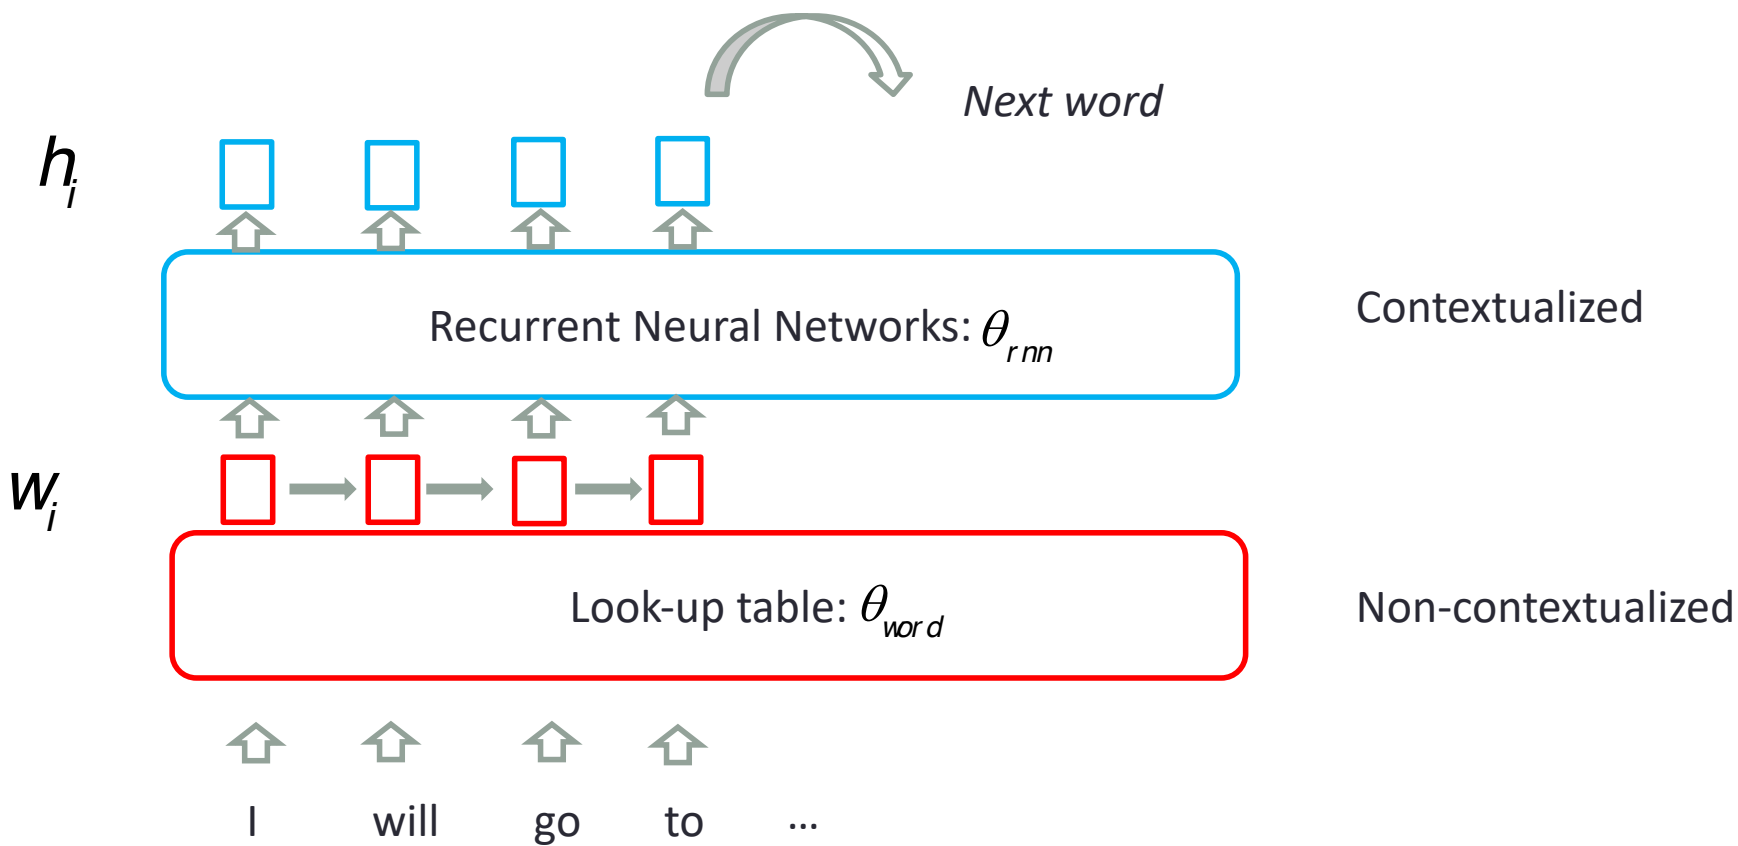 Next word
h_i
Recurrent Neural Networks: θ_rnn
Contextualized
w_i
Look-up table: θ_word
Non-contextualized
I will go to ...